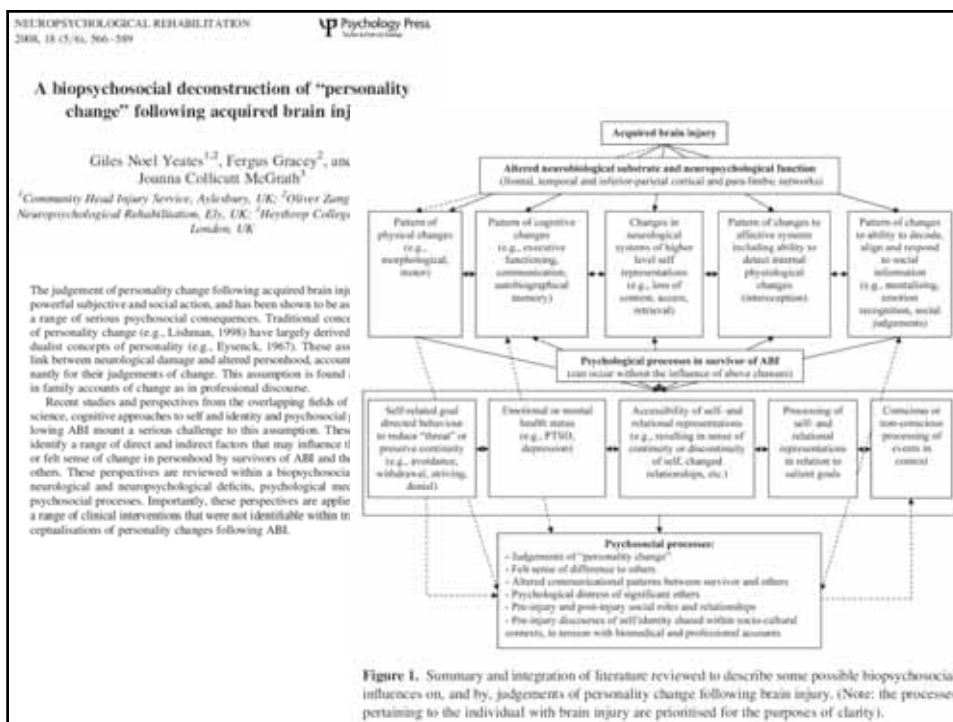 NEUROPSYCHOLOGICAL REHABILITATION
2008, 18 (5/6), 566–589
Psychology Press
A biopsychosocial deconstruction of “personality
change” following acquired brain inj
Giles Noel Yeates1,2, Fergus Gracey2, and
Joanna Collicutt McGrath3
1Community Head Injury Service, Aylesbury, UK; 2Oliver Zang
Neuropsychological Rehabilitation, Ely, UK; 3Heythrop College
London, UK
The judgement of personality change following acquired brain inju
powerful subjective and social action, and has been shown to be as
a range of serious psychosocial consequences. Traditional conce
of personality change (e.g., Lishman, 1998) have largely derived
dualist concepts of personality (e.g., Eysenck, 1967). These ass
link between neurological damage and altered personhood, account
nantly for their judgements of change. This assumption is found
in family accounts of change as in professional discourse.
Recent studies and perspectives from the overlapping fields of
science, cognitive approaches to self and identity and psychosocial
lowing ABI mount a serious challenge to this assumption. These
identify a range of direct and indirect factors that may influence t
or felt sense of change in personhood by survivors of ABI and the
others. These perspectives are reviewed within a biopsychosocia
neurological and neuropsychological deficits, psychological mec
psychosocial processes. Importantly, these perspectives are applie
a range of clinical interventions that were not identifiable within tra
ceptualisations of personality changes following ABI.
Acquired brain injury
Altered neurobiological substrate and neuropsychological function
(frontal, temporal and inferior-parietal cortical and para-limbic networks)
Pattern of
physical changes
(e.g.,
morphological,
motor)
Pattern of cognitive
changes
(e.g., executive
functioning,
communication,
autobiographical
memory)
Changes in
neurological
systems of higher
level self
representations
(e.g., loss of
content, access,
retrieval)
Pattern of changes to
affective systems
including ability to
detect internal
physiological
changes
(interoception)
Pattern of changes
to ability to decode,
align and respond
to social
information
(e.g., mentalising,
emotion
recognition, social
judgements)
Psychological processes in survivor of ABI
(can occur without the influence of above changes)
Self-related goal
directed behaviour
to reduce “threat” or
preserve continuity
(e.g., avoidance,
withdrawal, striving,
denial)
Emotional or mental
health status
(e.g., PTSD,
depression)
Accessibility of self- and
relational representations
(e.g., resulting in sense of
continuity or discontinuity
of self, changed
relationships, etc.)
Processing of
self- and
relational
representations
in relation to
salient goals
Conscious or
non-conscious
processing of
events in
context
Psychosocial processes:
- Judgements of “personality change”
- Felt sense of difference to others
- Altered communicational patterns between survivor and others
- Psychological distress of significant others
- Pre-injury and post-injury social roles and relationships
- Pre-injury discourses of self/identity shared within socio-cultural
contexts, in tension with biomedical and professional accounts
Figure 1. Summary and integration of literature reviewed to describe some possible biopsychosocia
influences on, and by, judgements of personality change following brain injury. (Note: the processes
pertaining to the individual with brain injury are prioritised for the purposes of clarity).